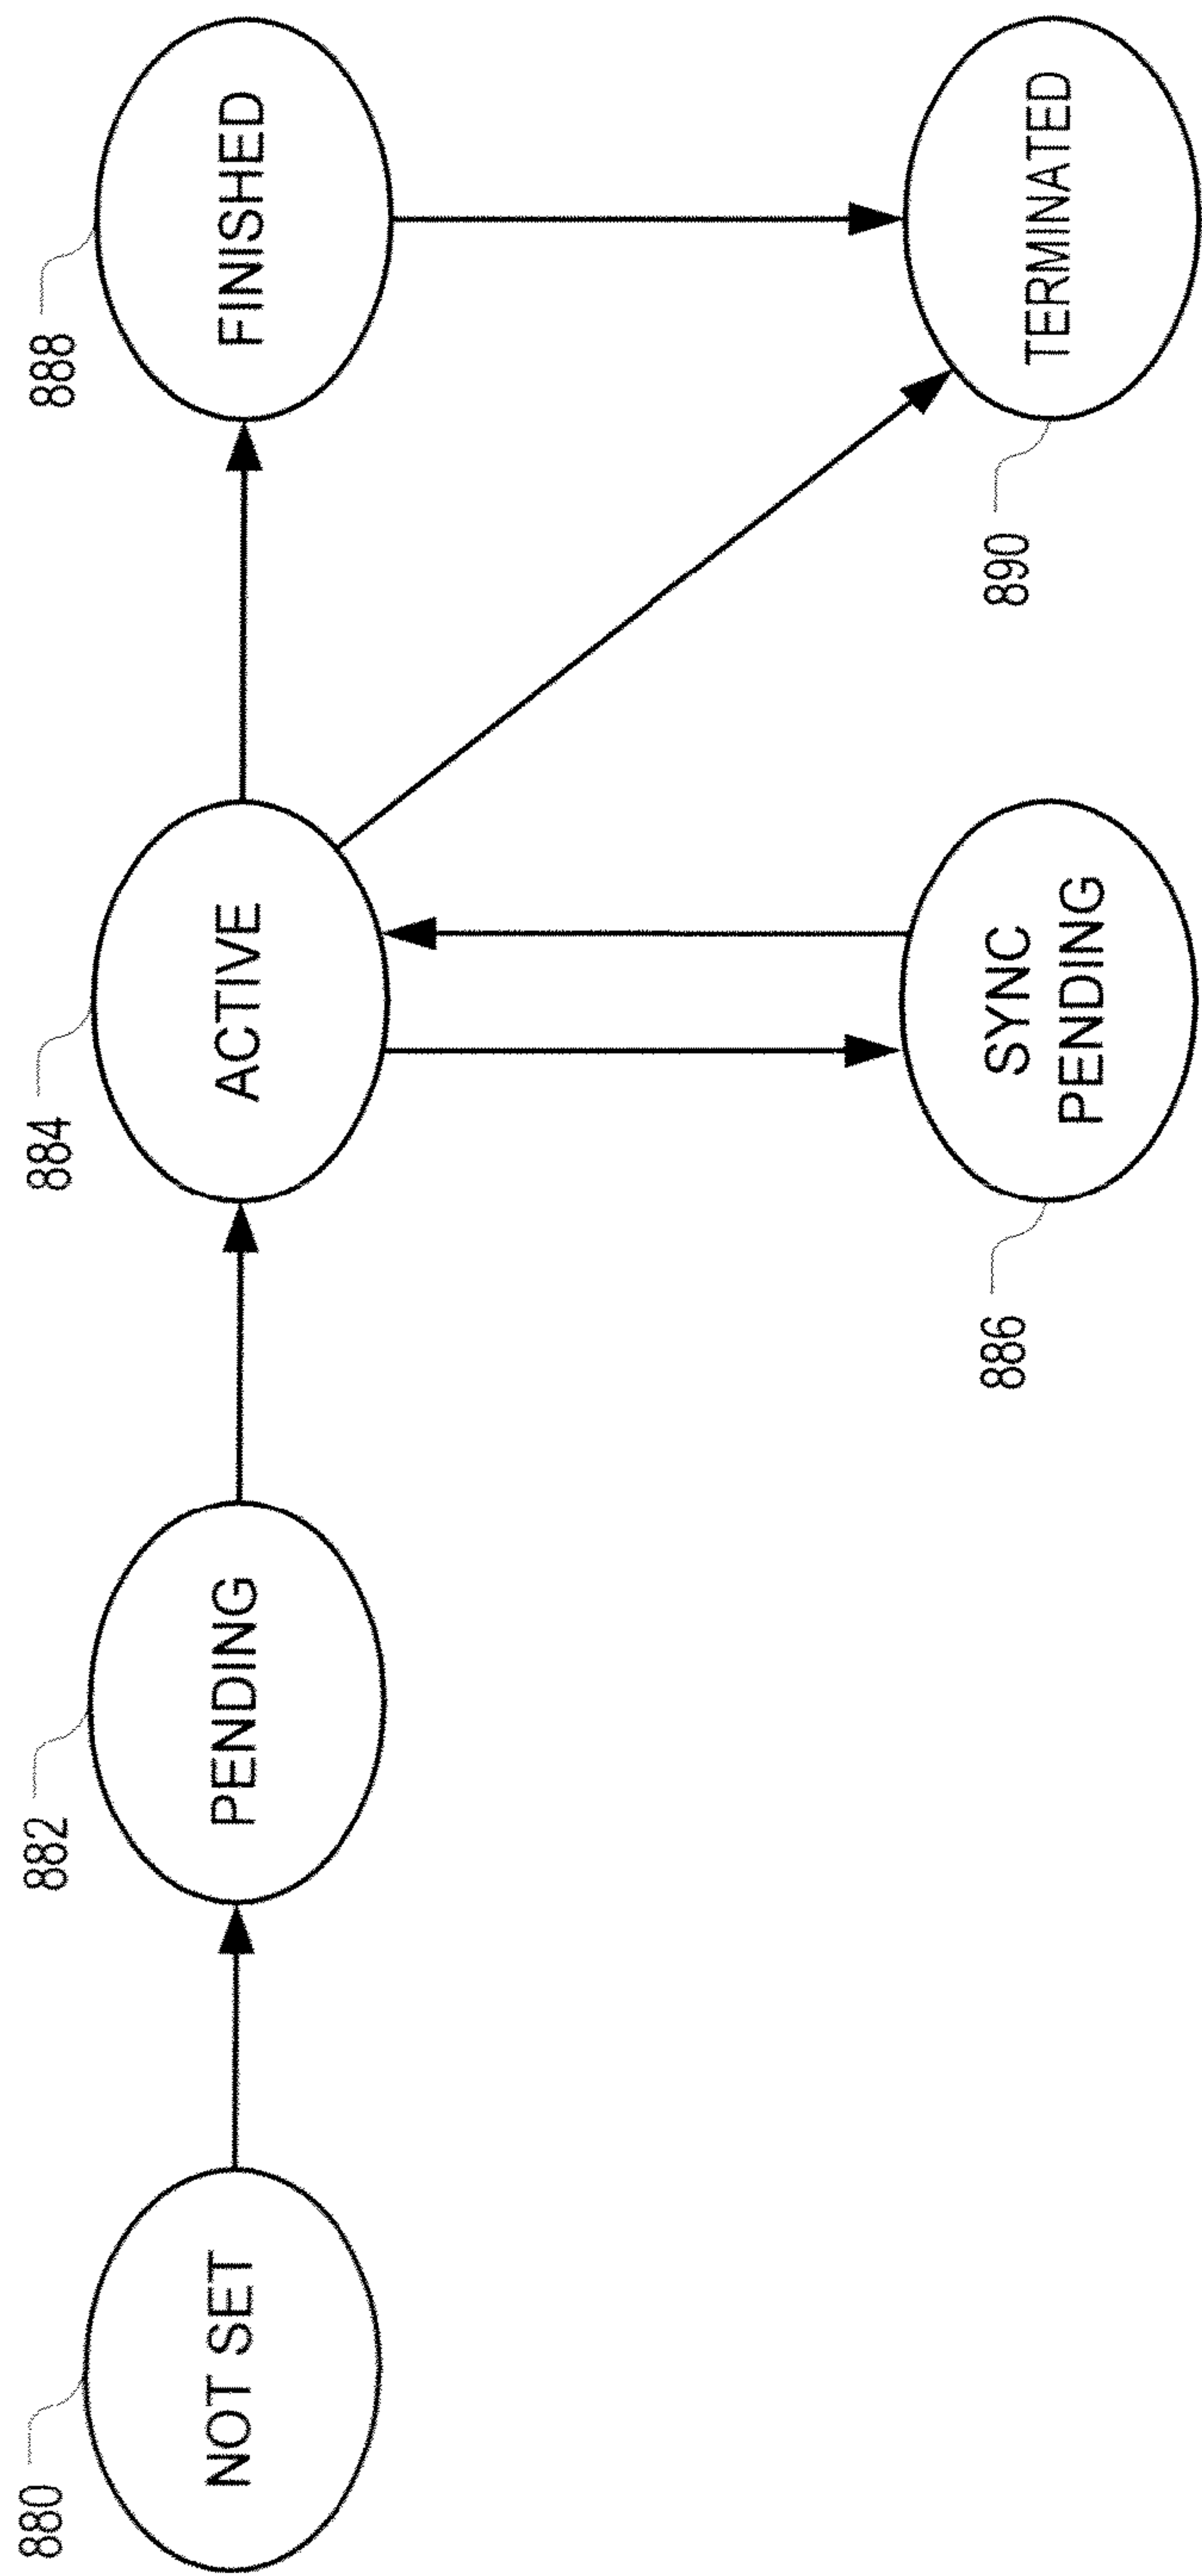 880
NOT SET
882
PENDING
884
ACTIVE
888
FINISHED
886
SYNC
PENDING
890
TERMINATED